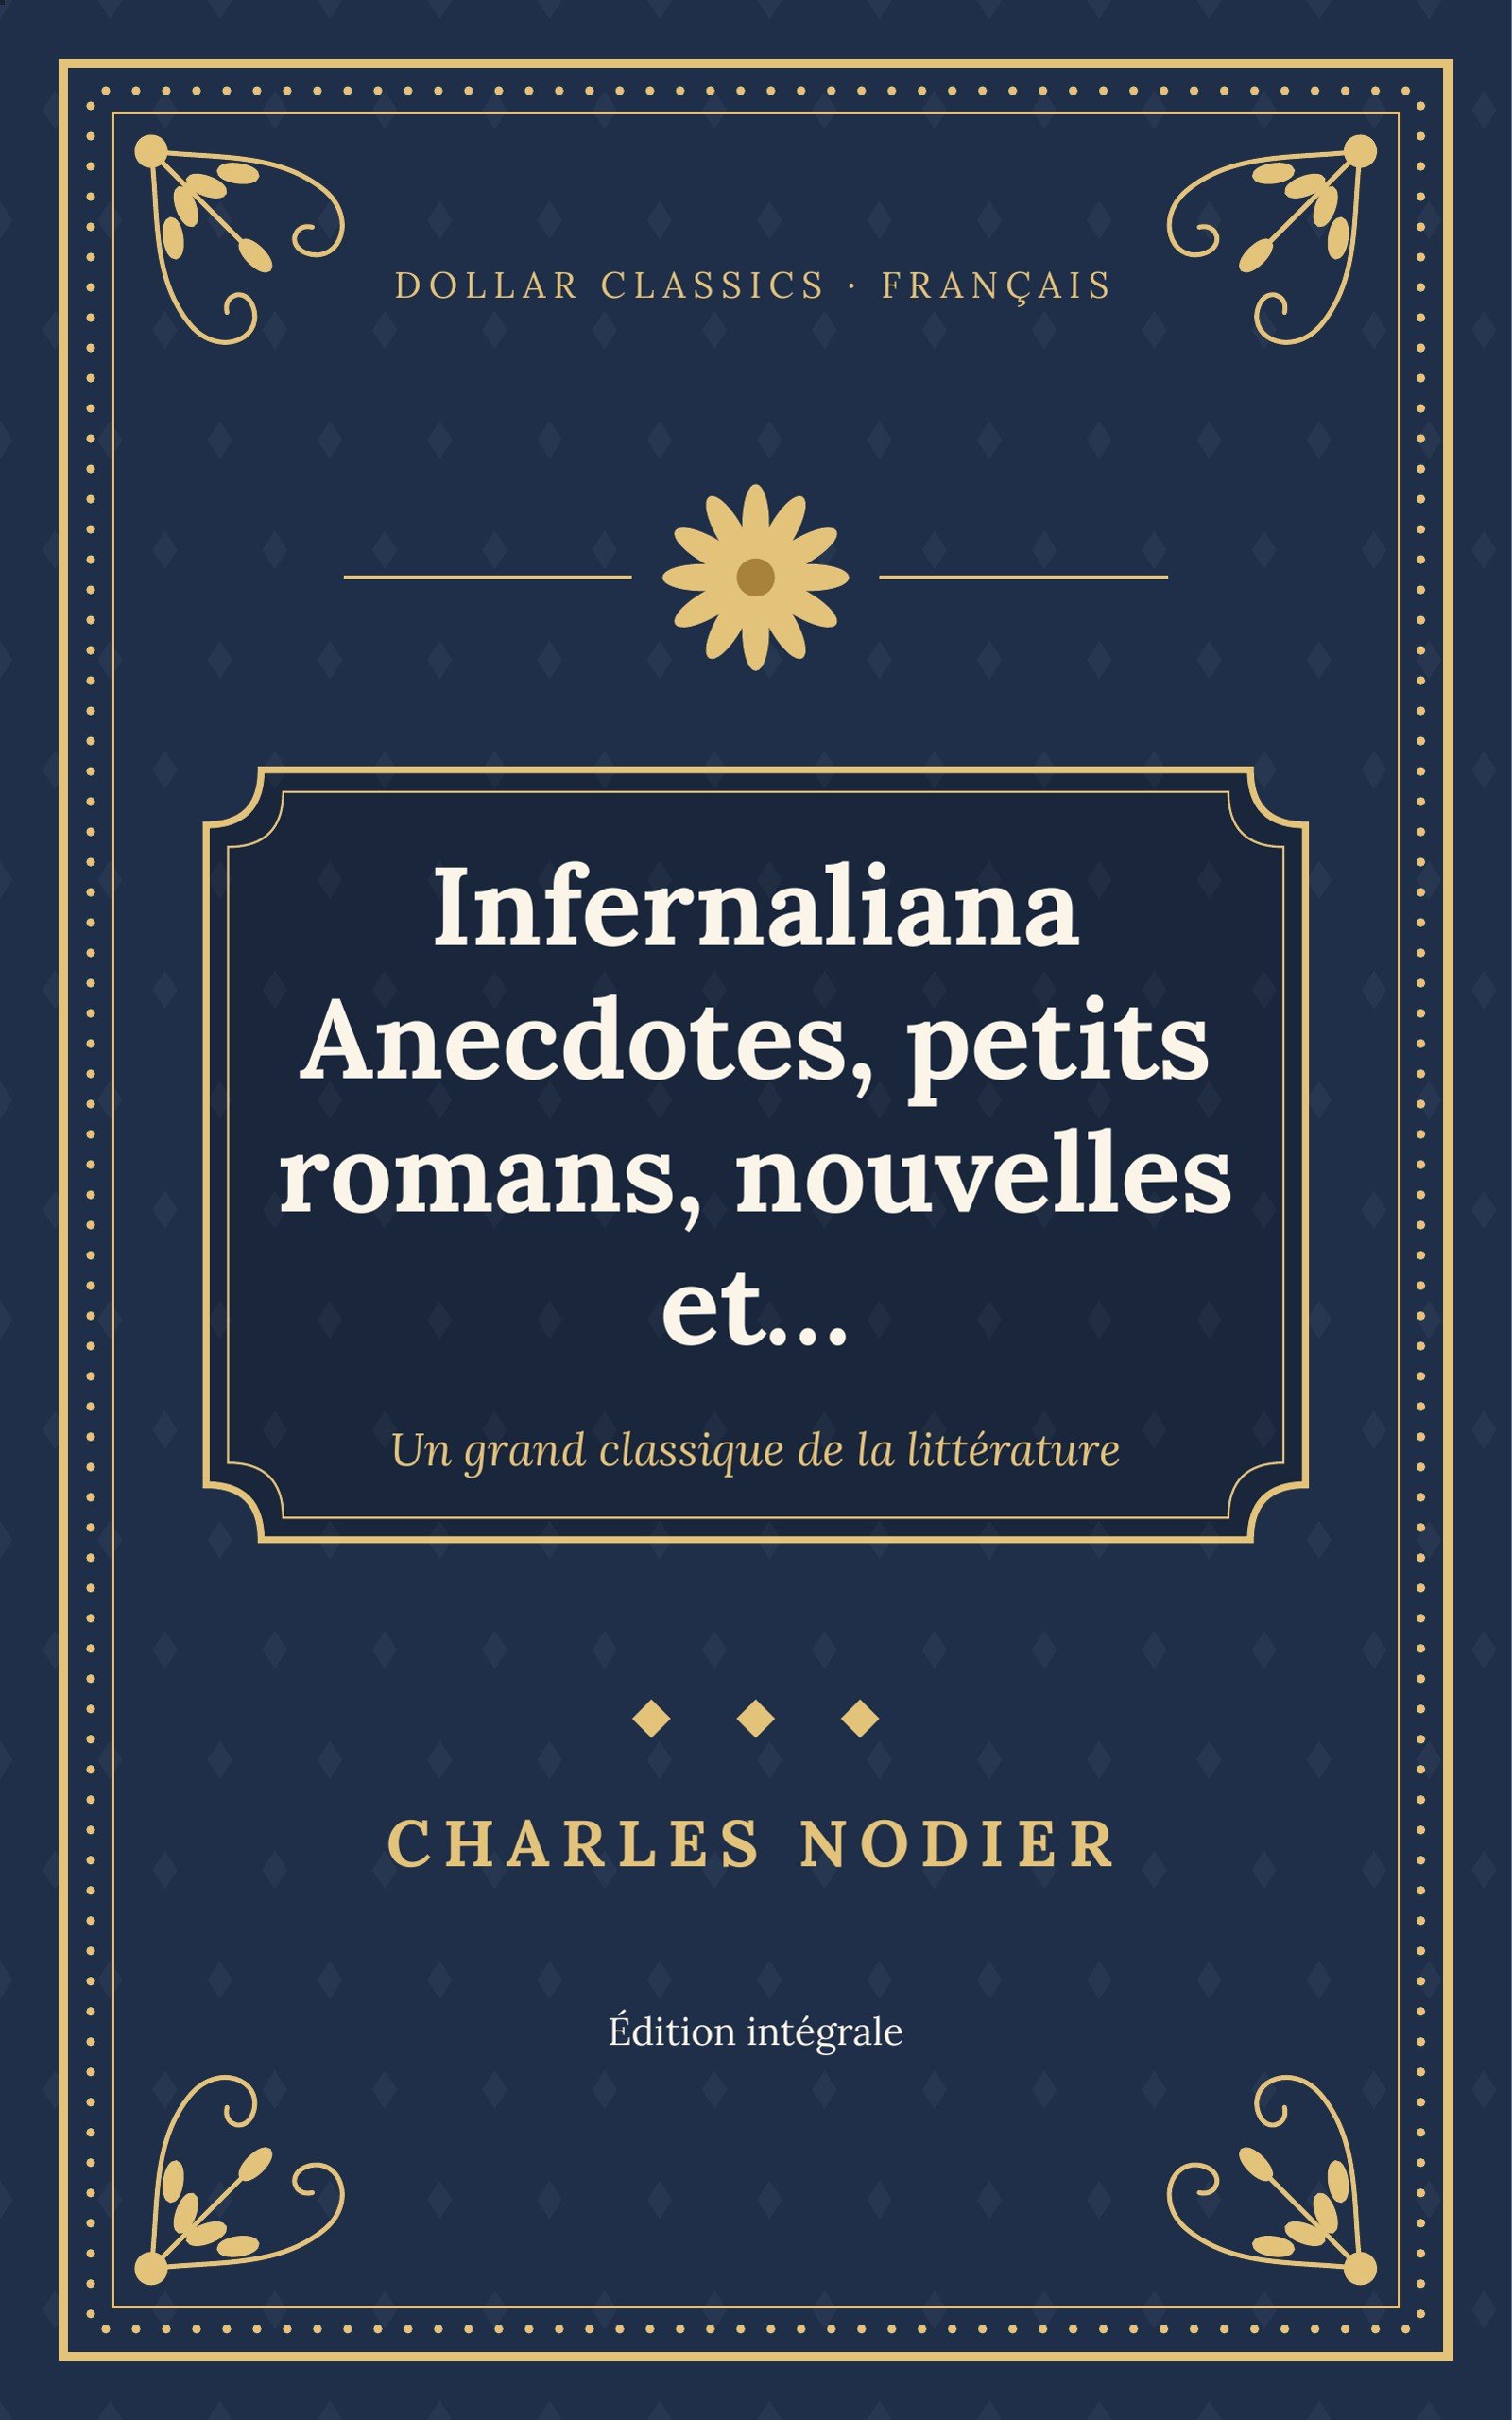 DOLLAR CLASSICS · FRANÇAIS
Infernaliana
Anecdotes, petits
romans, nouvelles
et...
Un grand classique de la littérature
CHARLES NODIER
Édition intégrale